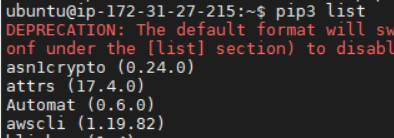 ubuntu@ip-172-31-27-215:~$ pip3 list
DEPRECATION: The default format will sw
onf under the [list] section) to disabl
asn1crypto (0.24.0)
attrs (17.4.0)
Automat (0.6.0)
awscli (1.19.82)